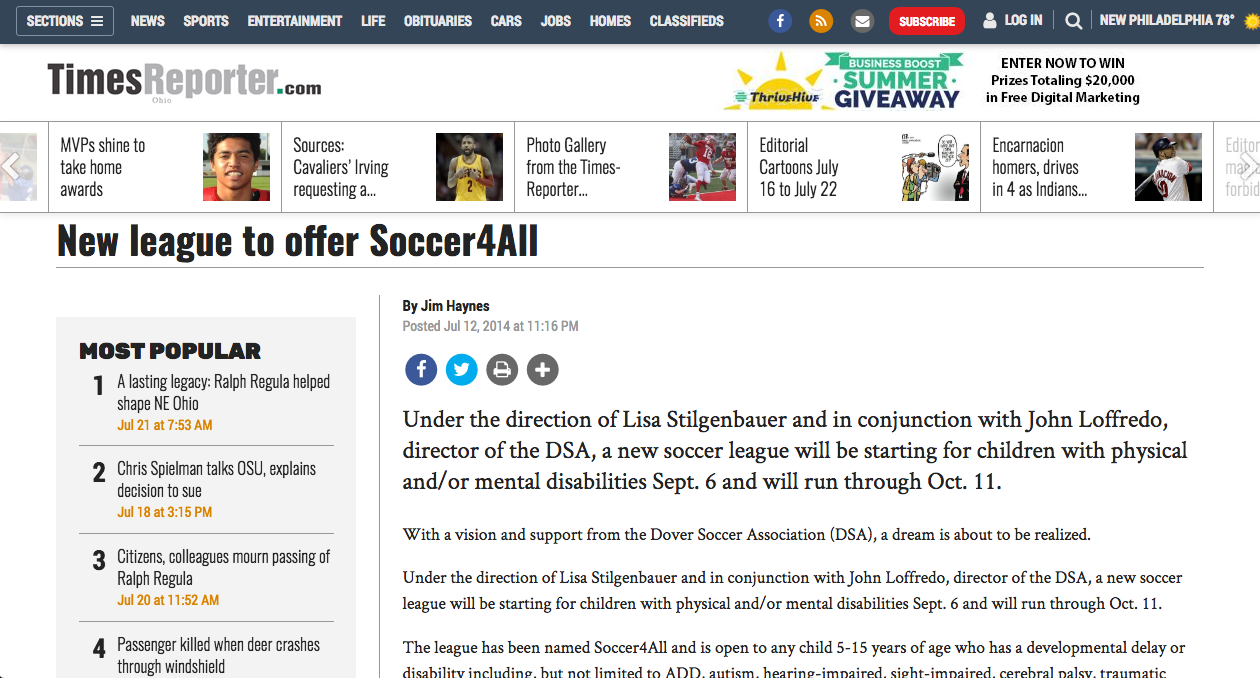 SECTIONS NEWS SPORTS ENTERTAINMENT LIFE OBITUARIES CARS JOBS HOMES CLASSIFIEDS SUBSCRIBE LOG IN NEW PHILADELPHIA 78°
TimesReporter.com
Ohio
ThriveHive
BUSINESS BOOST
SUMMER
GIVEAWAY
ENTER NOW TO WIN
Prizes Totaling $20,000
in Free Digital Marketing
MVPs shine to
take home
awards
Sources:
Cavaliers' Irving
requesting a...
Photo Gallery
from the Times-
Reporter...
Editorial
Cartoons July
16 to July 22
Encarnacion
homers, drives
in 4 as Indians...
New league to offer Soccer4All
MOST POPULAR
1 A lasting legacy: Ralph Regula helped
shape NE Ohio
Jul 21 at 7:53 AM
2 Chris Spielman talks OSU, explains
decision to sue
Jul 18 at 3:15 PM
3 Citizens, colleagues mourn passing of
Ralph Regula
Jul 20 at 11:52 AM
4 Passenger killed when deer crashes
through windshield
By Jim Haynes
Posted Jul 12, 2014 at 11:16 PM
Under the direction of Lisa Stilgenbauer and in conjunction with John Loffredo,
director of the DSA, a new soccer league will be starting for children with physical
and/or mental disabilities Sept. 6 and will run through Oct. 11.
With a vision and support from the Dover Soccer Association (DSA), a dream is about to be realized.
Under the direction of Lisa Stilgenbauer and in conjunction with John Loffredo, director of the DSA, a new soccer
league will be starting for children with physical and/or mental disabilities Sept. 6 and will run through Oct. 11.
The league has been named Soccer4All and is open to any child 5-15 years of age who has a developmental delay or
disability including, but not limited to ADD, autism, hearing-impaired, sight-impaired, cerebral palsy, traumatic